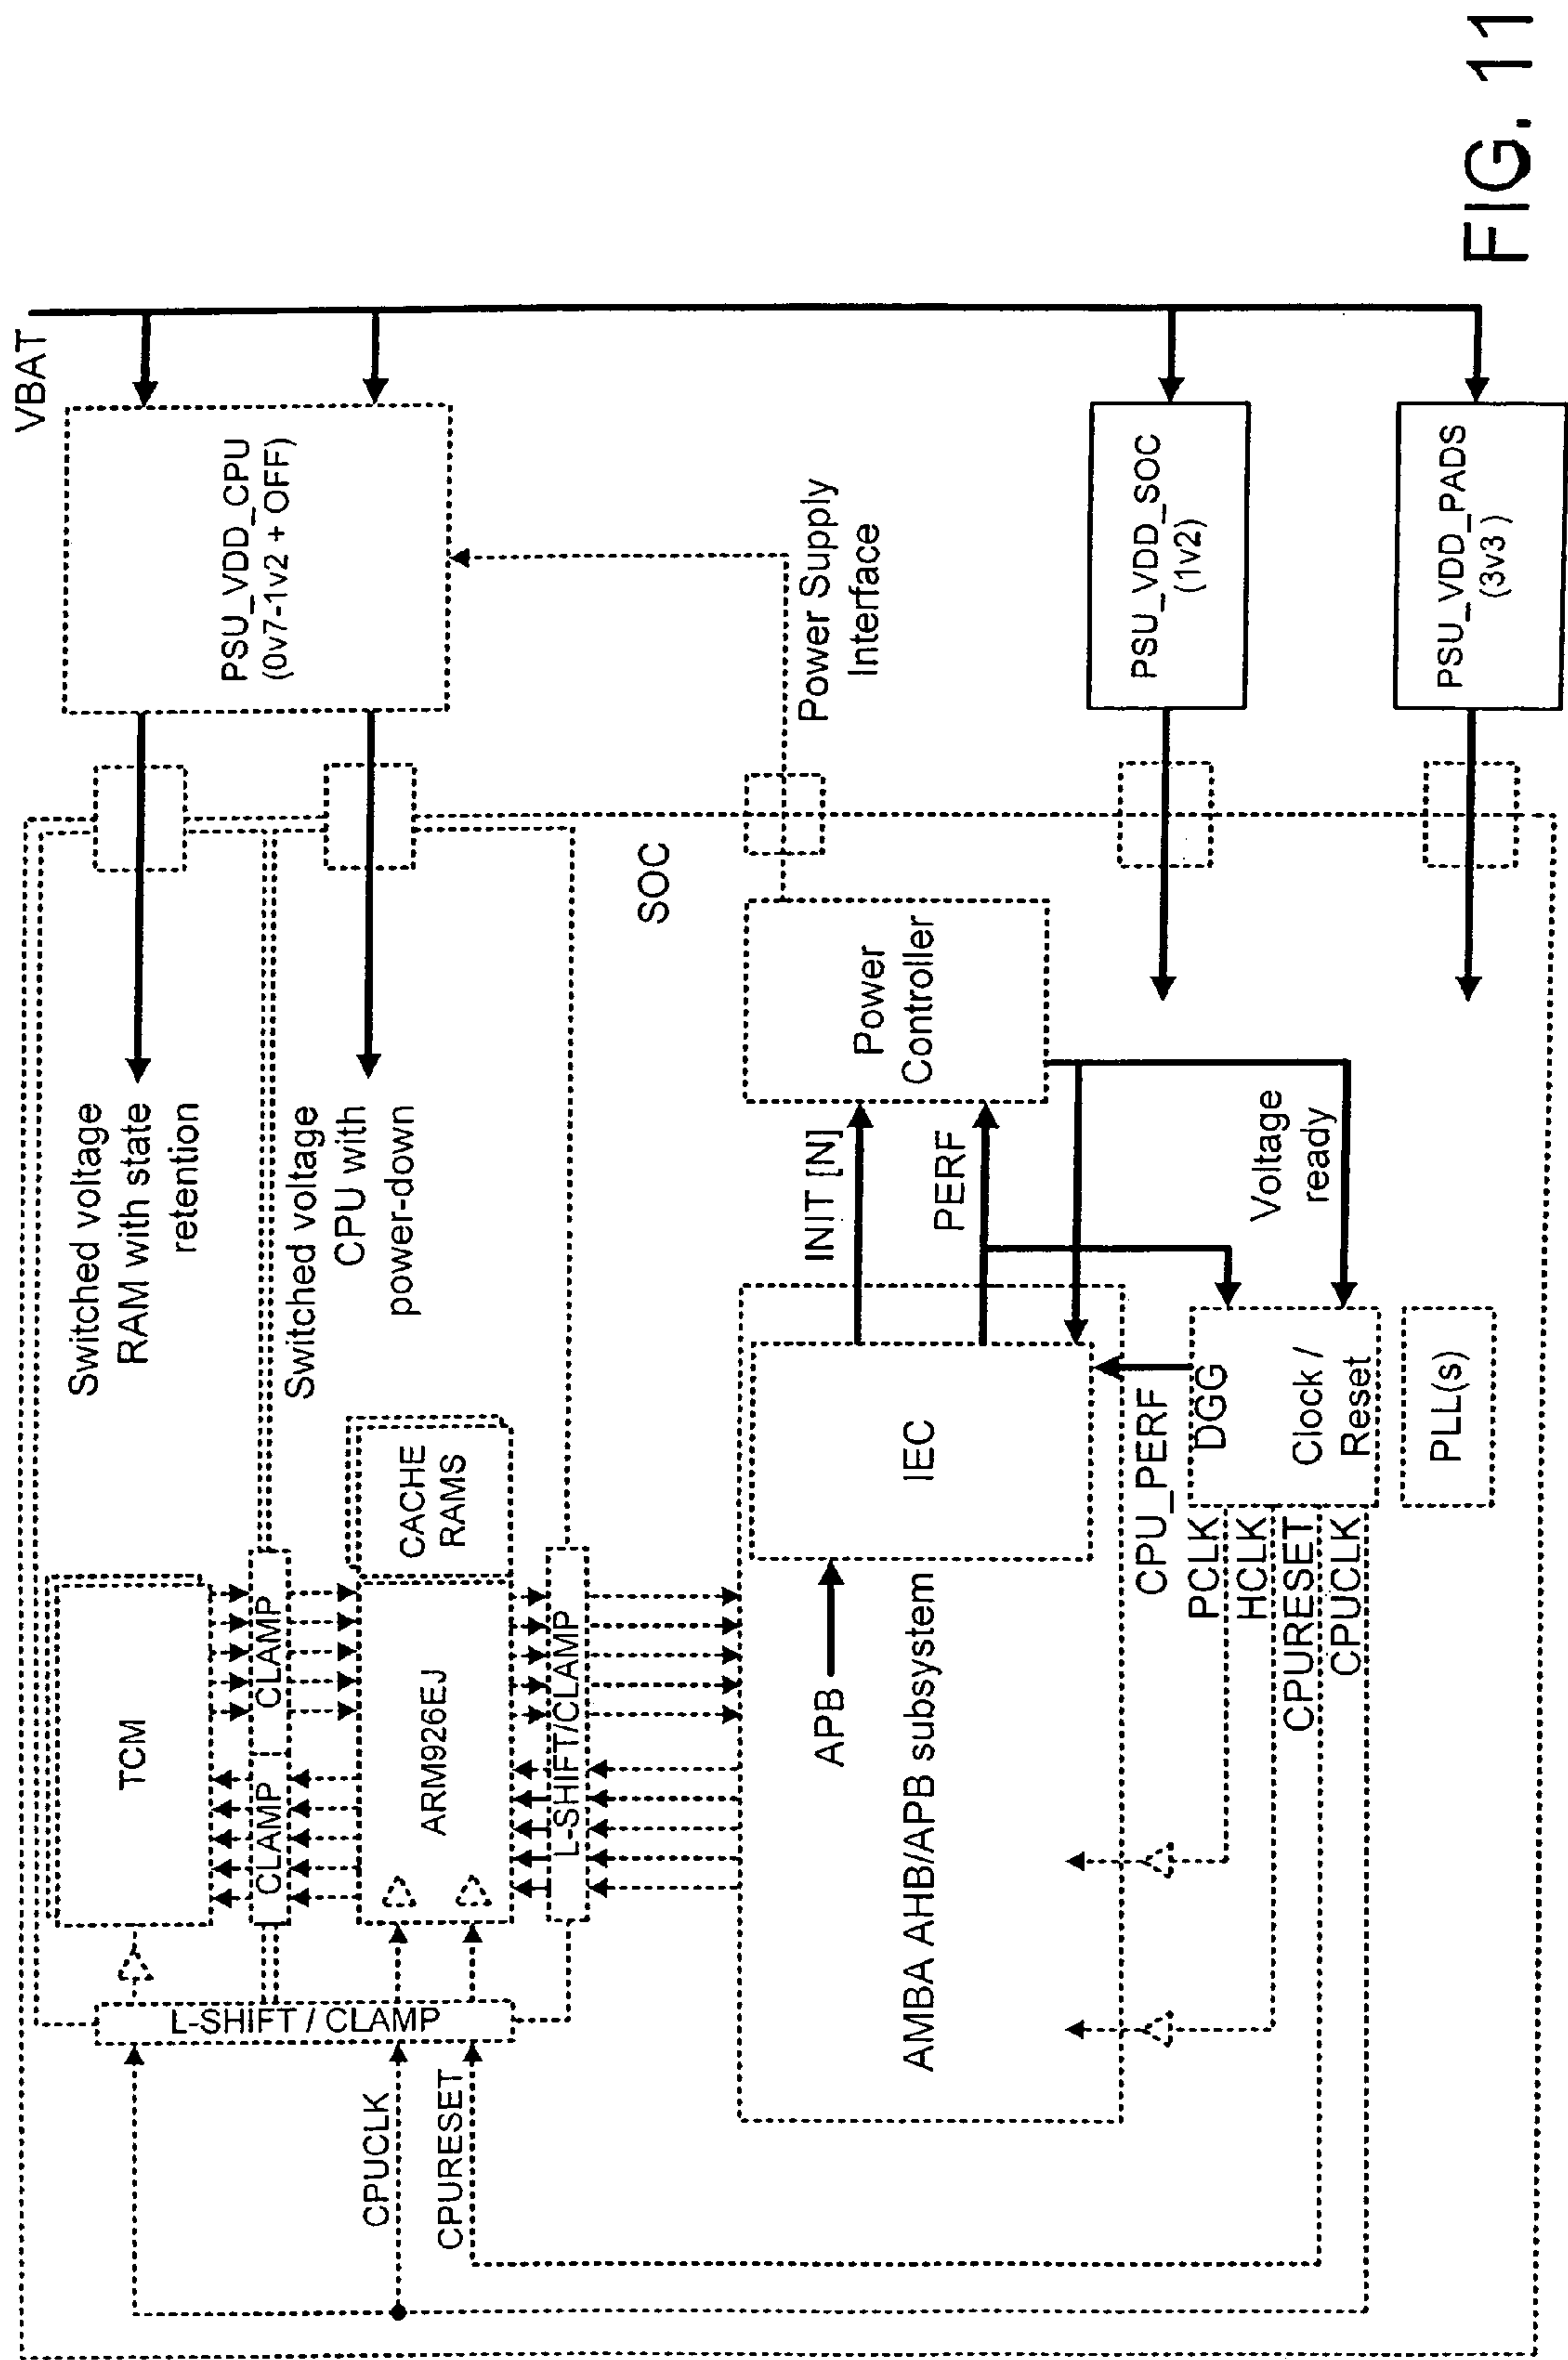 VBAT
PSU_VDD_CPU
(0v7-1v2 + OFF)
Switched voltage
RAM with state
retention
Switched voltage
CPU with
power-down
TCM
CLAMP
CLAMP
CACHE
RAMS
ARM926EJ
L-SHIFT / CLAMP
L-SHIFT/CLAMP
CPUCLK
CPURESET
SOC
Power Supply
Interface
Power
Controller
INIT [N]
PERF
Voltage
ready
IEC
APB
AMBA AHB/APB subsystem
CPU_PERF
PCLK
HCLK
CPURESET
CPUCLK
DGG
Clock /
Reset
PLL(s)
PSU_VDD_SOC
(1v2)
PSU_VDD_PADS
(3v3)
FIG. 11